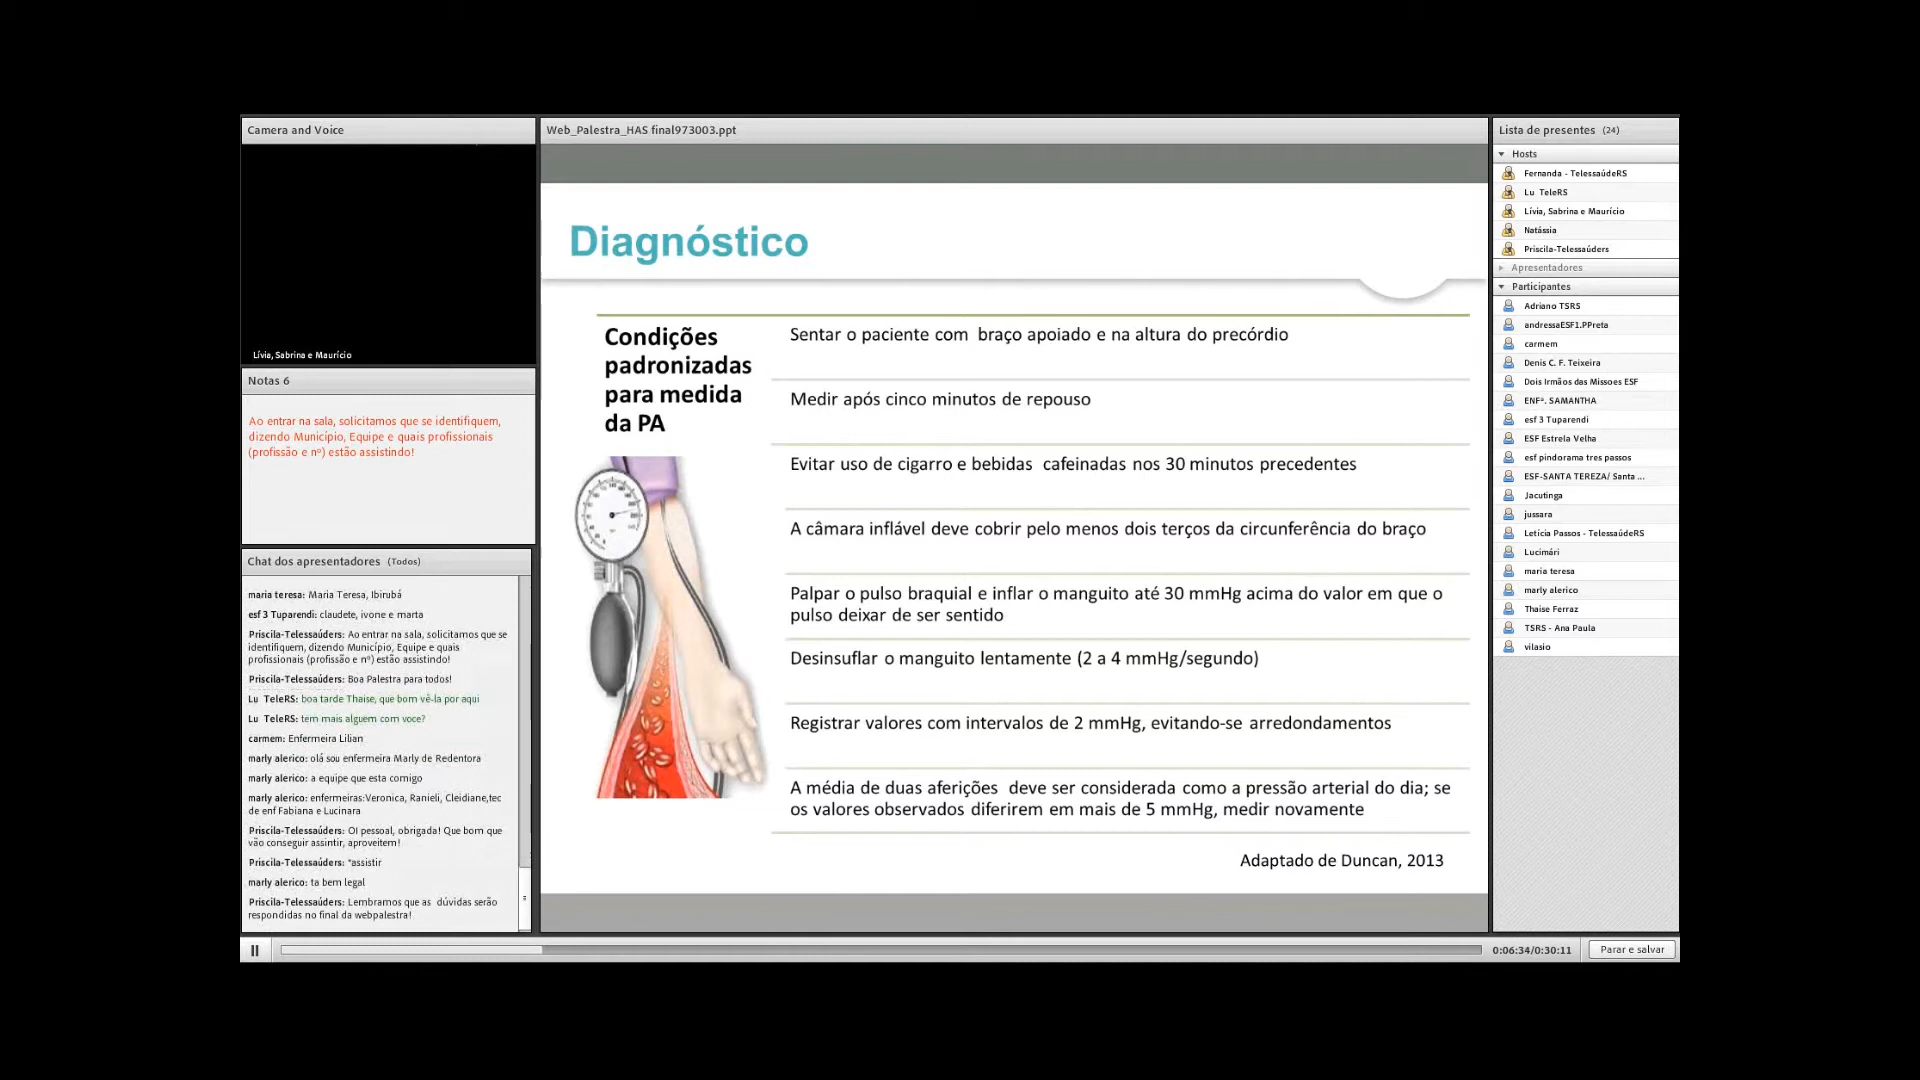 Camera and Voice
Lívia, Sabrina e Maurício
Notas 6
Ao entrar na sala, solicitamos que se identifiquem,
dizendo Município, Equipe e quais profissionais
(profissão e nº) estão assistindo!
Chat dos apresentadores (Todos)
maria teresa: Maria Teresa, Ibirubá
esf 3 Tuparendi: claudete, ivone e marta
Priscila-Telessaúders: Ao entrar na sala, solicitamos que se
identifiquem, dizendo Município, Equipe e quais
profissionais (profissão e nº) estão assistindo!
Priscila-Telessaúders: Boa Palestra para todos!
Lu TeleRS: boa tarde Thaise, que bom vê-la por aqui
Lu TeleRS: tem mais alguem com voce?
carmem: Enfermeira Lilian
marly alerico: olá sou enfermeira Marly de Redentora
marly alerico: a equipe que esta comigo
marly alerico: enfermeiras:Veronica, Ranieli, Cleidiane,tec
de enf Fabiana e Lucinara
Priscila-Telessaúders: OI pessoal, obrigada! Que bom que
vão conseguir assintir, aproveitem!
Priscila-Telessaúders: *assistir
marly alerico: ta bem legal
Priscila-Telessaúders: Lembramos que as dúvidas serão
respondidas no final da webpalestra!
Web_Palestra_HAS final973003.ppt
Diagnóstico
Condições
padronizadas
para medida
da PA
Sentar o paciente com braço apoiado e na altura do precórdio
Medir após cinco minutos de repouso
Evitar uso de cigarro e bebidas cafeinadas nos 30 minutos precedentes
A câmara inflável deve cobrir pelo menos dois terços da circunferência do braço
Palpar o pulso braquial e inflar o manguito até 30 mmHg acima do valor em que o
pulso deixar de ser sentido
Desinsuflar o manguito lentamente (2 a 4 mmHg/segundo)
Registrar valores com intervalos de 2 mmHg, evitando-se arredondamentos
A média de duas aferições deve ser considerada como a pressão arterial do dia; se
os valores observados diferirem em mais de 5 mmHg, medir novamente
Adaptado de Duncan, 2013
Lista de presentes (24)
Hosts
Fernanda - TelessaúdeRS
Lu TeleRS
Lívia, Sabrina e Maurício
Natássia
Priscila-Telessaúders
Apresentadores
Participantes
Adriano TSRS
andressaESF1.PPreta
carmem
Denis C. F. Teixeira
Dois Irmãos das Missoes ESF
ENFª. SAMANTHA
esf 3 Tuparendi
ESF Estrela Velha
esf pindorama tres passos
ESF-SANTA TEREZA/ Santa ...
Jacutinga
jussara
Letícia Passos - TelessaúdeRS
Lucimári
maria teresa
marly alerico
Thaise Ferraz
TSRS - Ana Paula
vilasio
0:06:34/0:30:11
Parar e salvar